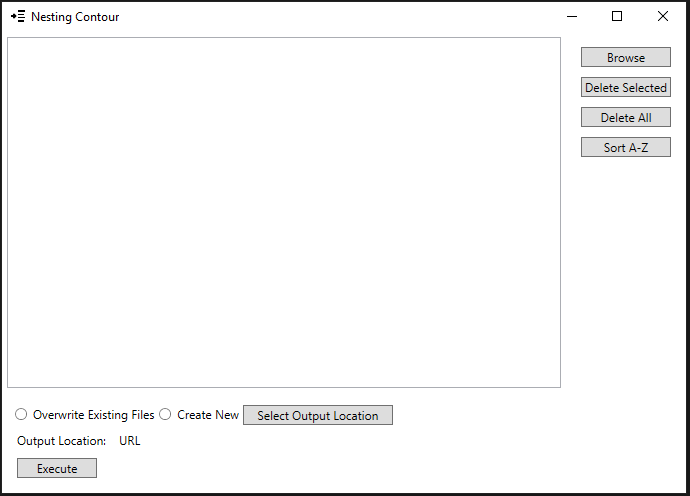 Nesting Contour
Browse
Delete Selected
Delete All
Sort A-Z
Overwrite Existing Files Create New Select Output Location
Output Location: URL
Execute